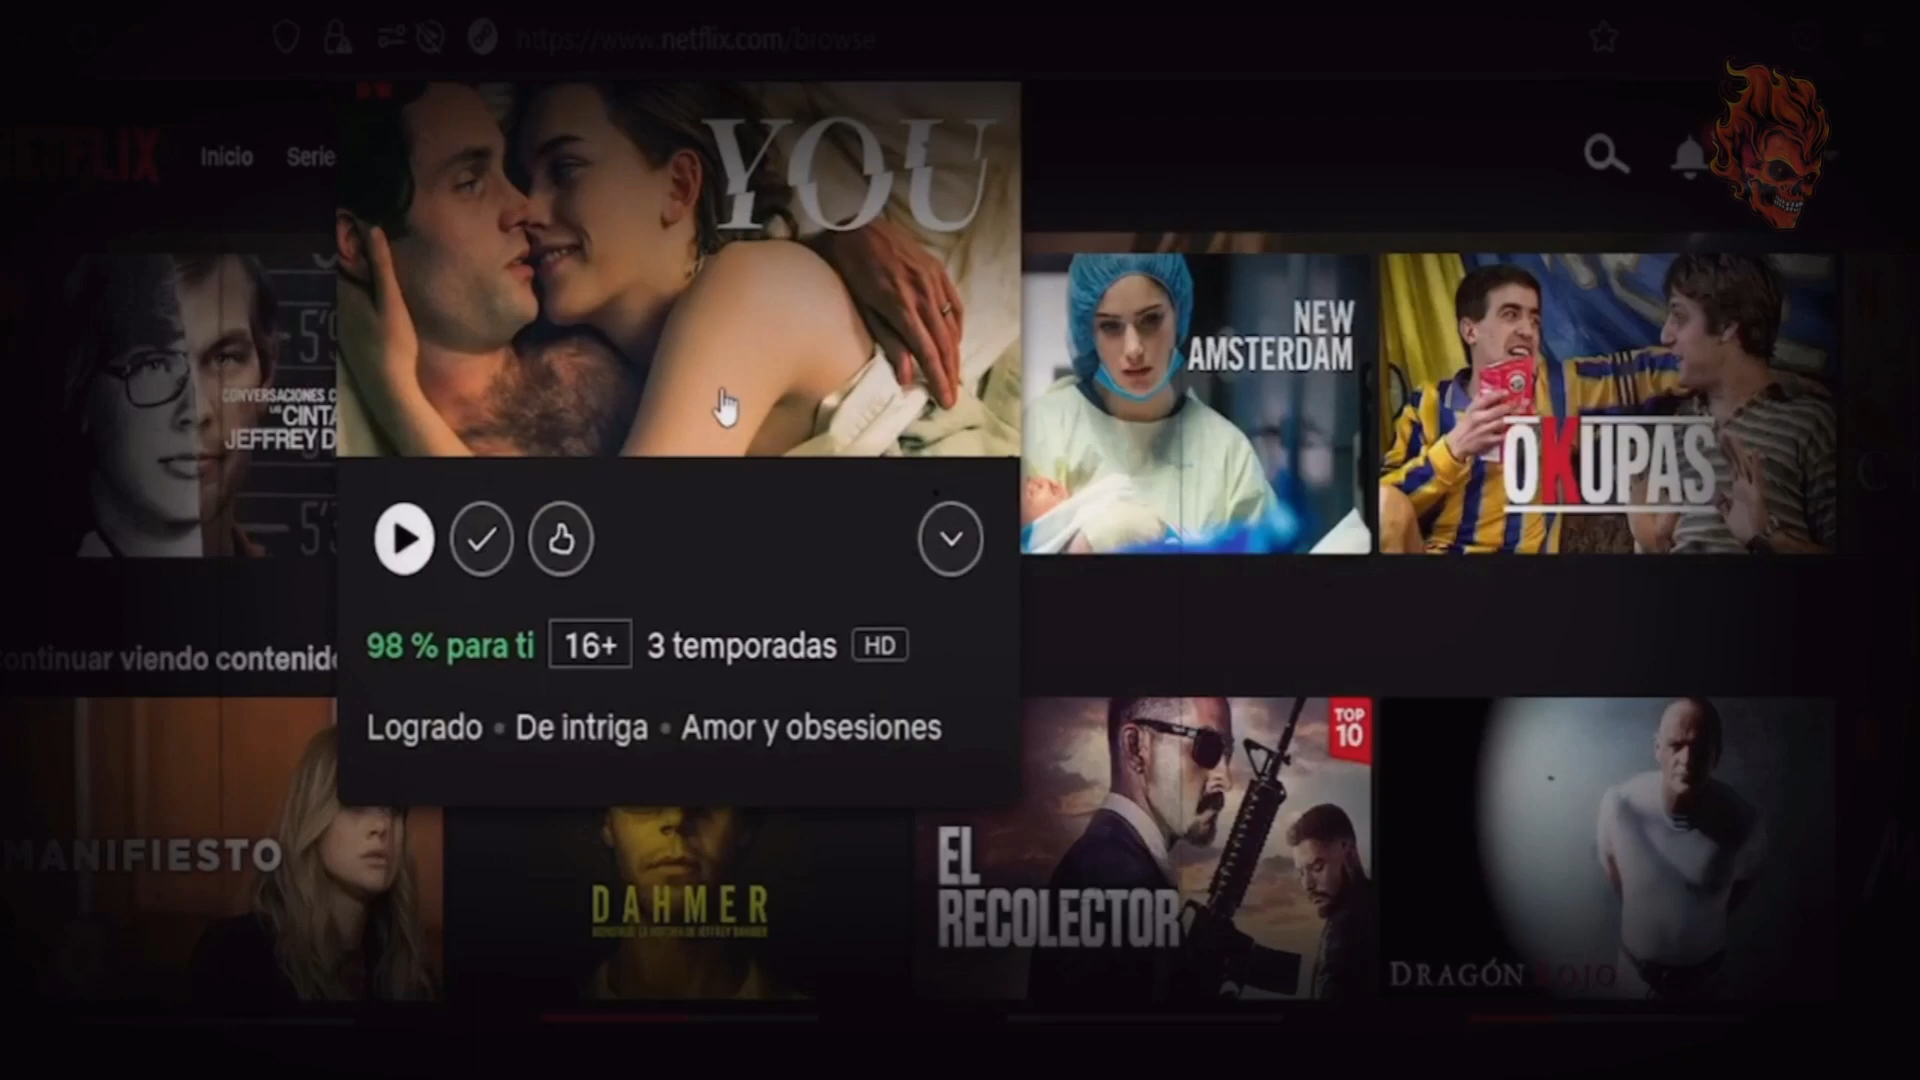 https://www.netflix.com/browse
NETFLIX
Inicio
Serie
YOU
CONVERSACIONES C
LAS CINTA
JEFFREY D
NEW
AMSTERDAM
OKUPAS
98 % para ti
16+
3 temporadas
HD
Logrado • De intriga • Amor y obsesiones
ontinuar viendo contenid
MANIFIESTO
DAHMER
EL
RECOLECTOR
TOP
10
DRAGÓN ROJO